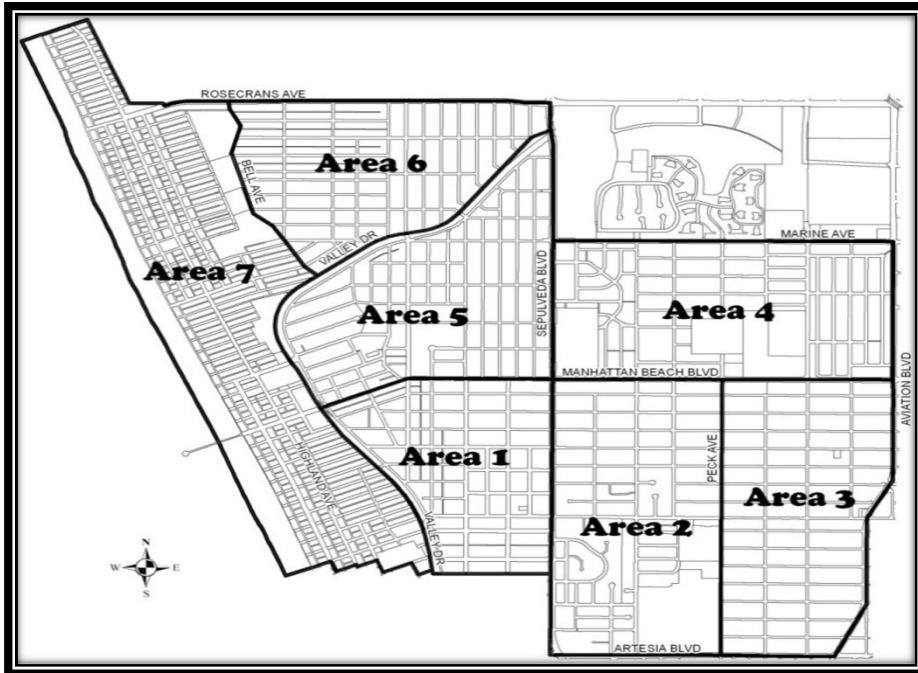 ROSECRANS AVE
Area 6
BELL AVE
MARINE AVE
VALLEY DR
Area 7
SEPULVEDA BLVD
Area 5
Area 4
MANHATTAN BEACH BLVD
AVIATION BLVD
HIGHLAND AVE
Area 1
PECK AVE
Area 3
VALLEY DR
Area 2
N
W
E
S
ARTESIA BLVD